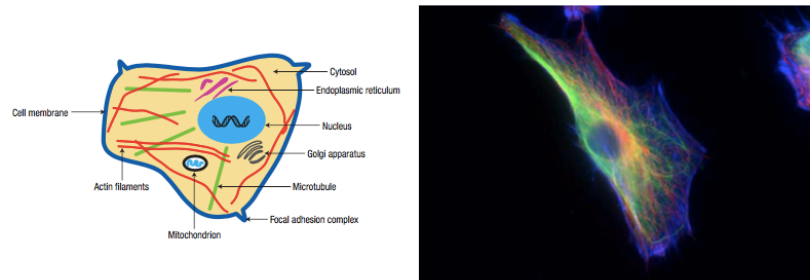 Cytosol
Endoplasmic reticulum
Cell membrane
Nucleus
Golgi apparatus
Actin filaments
Microtubule
Focal adhesion complex
Mitochondrion